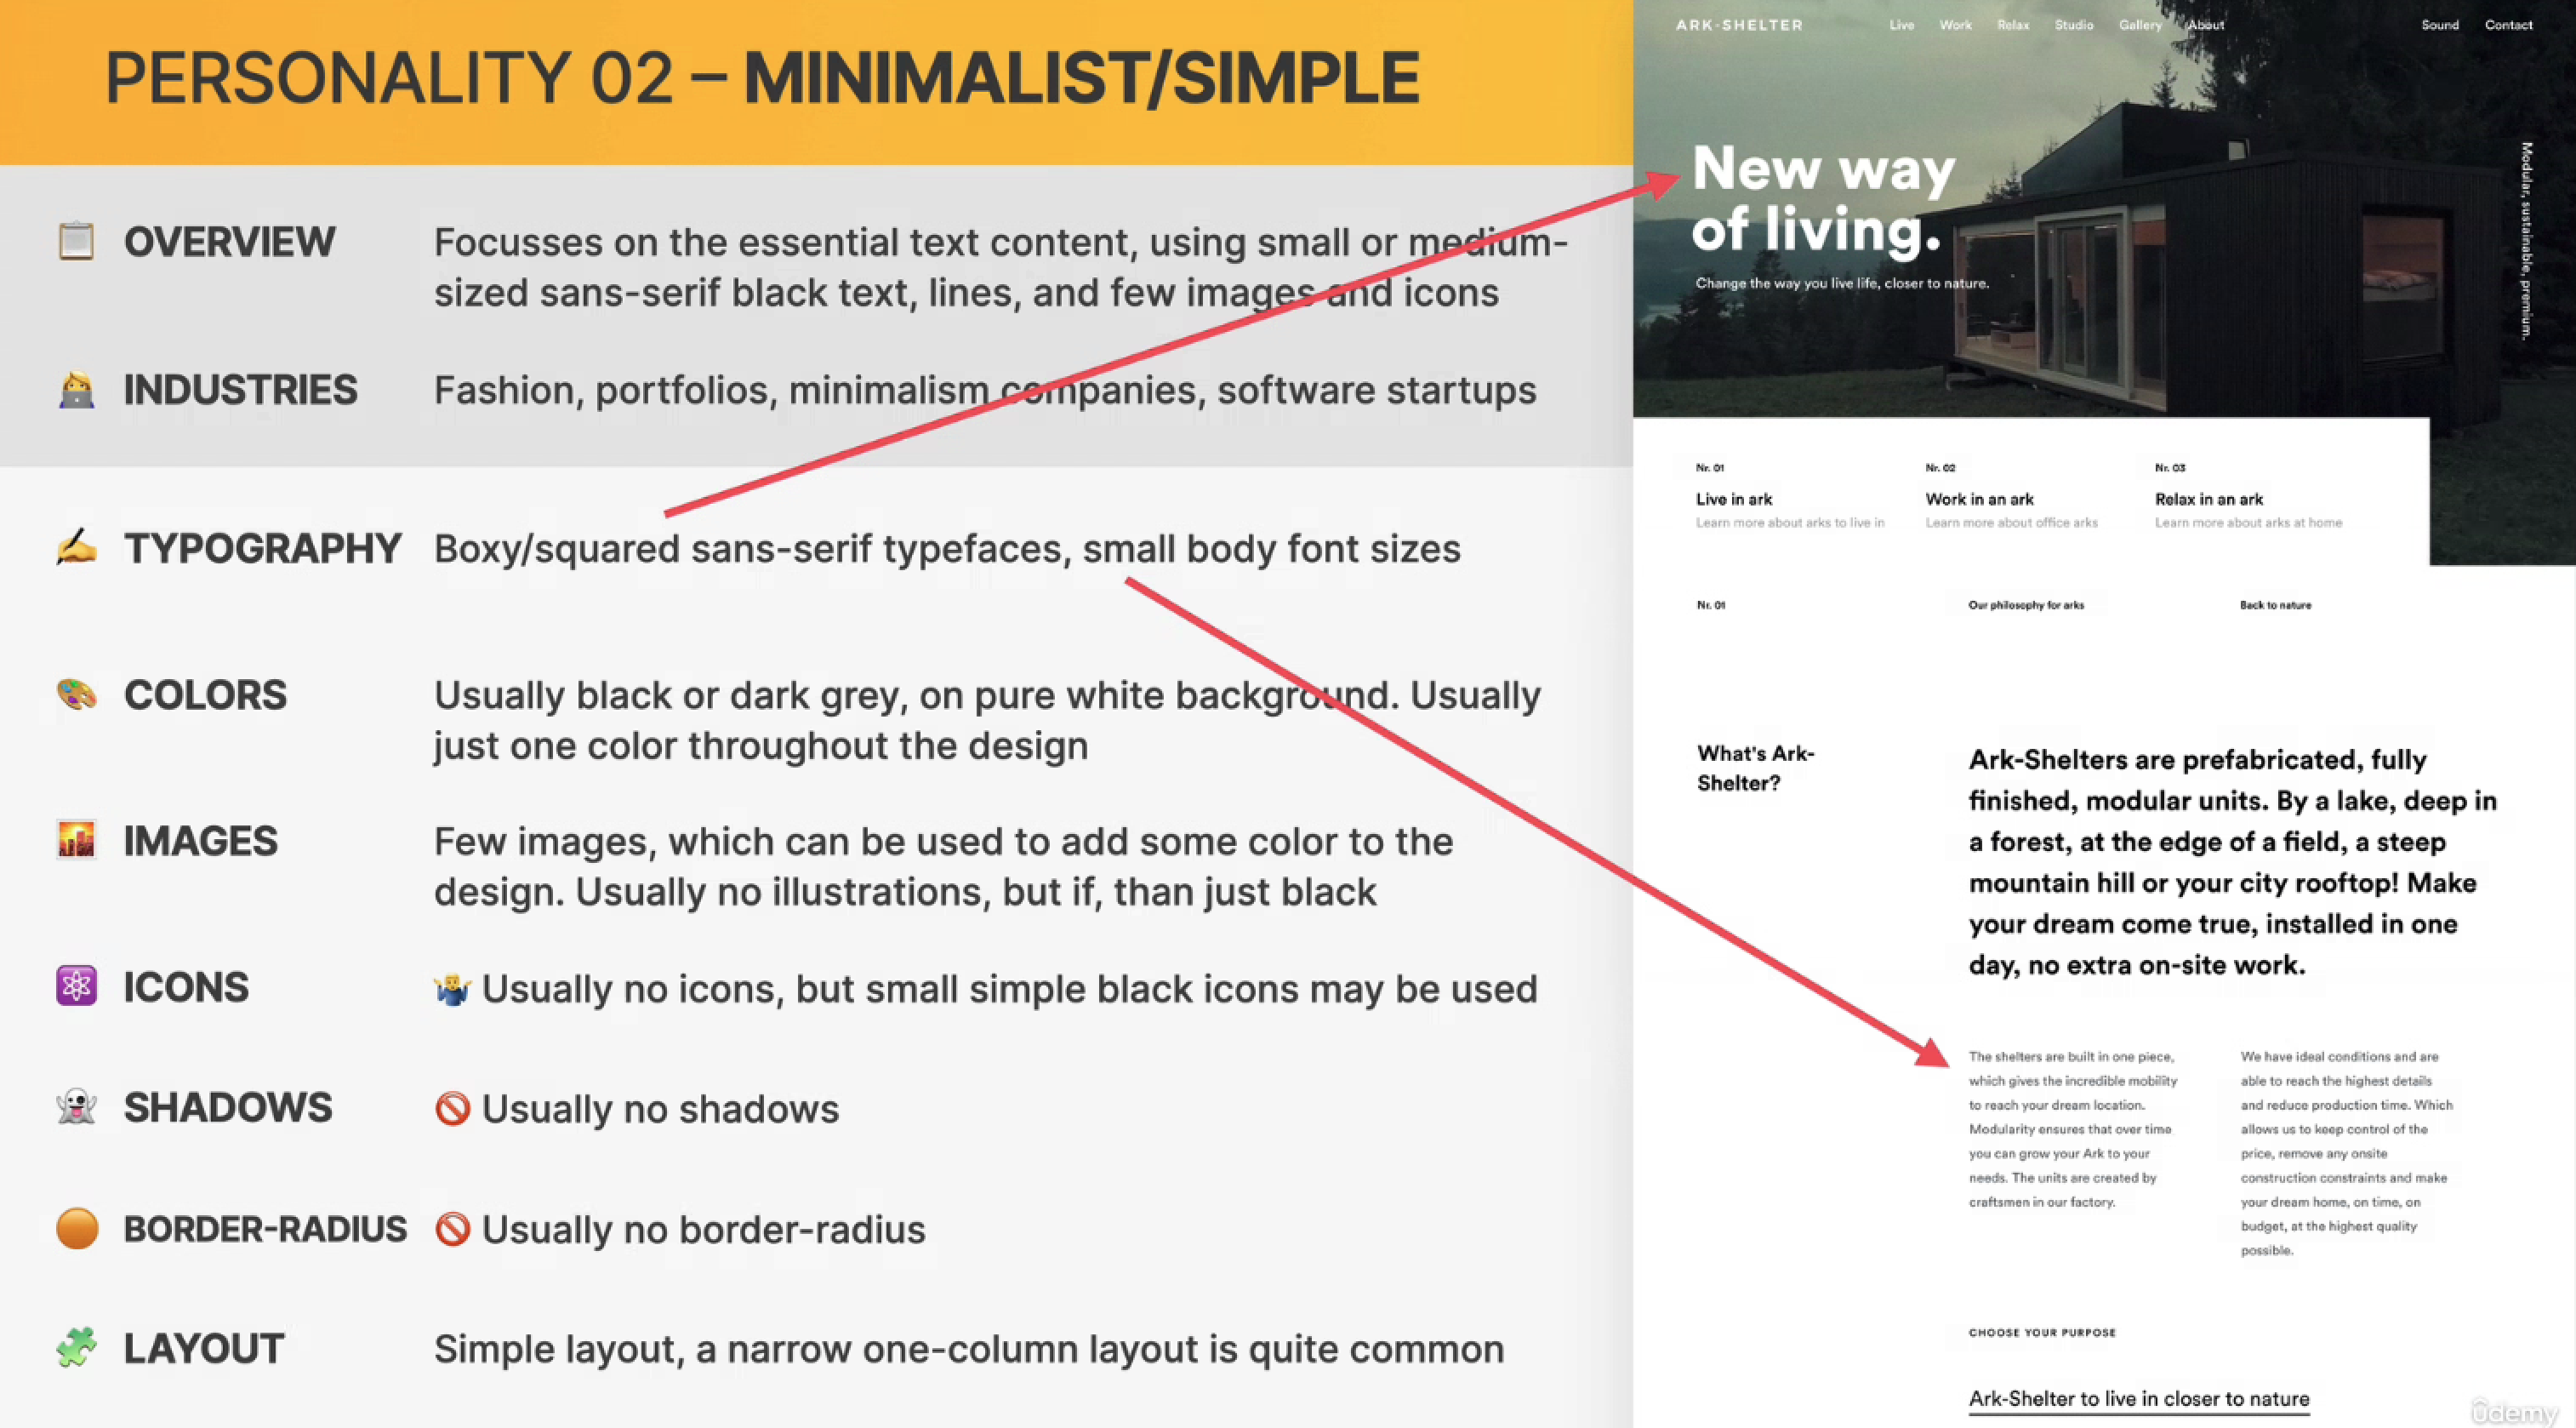 PERSONALITY 02 – MINIMALIST/SIMPLE
OVERVIEW
Focusses on the essential text content, using small or medium-
sized sans-serif black text, lines, and few images and icons
INDUSTRIES
Fashion, portfolios, minimalism companies, software startups
TYPOGRAPHY
Boxy/squared sans-serif typefaces, small body font sizes
COLORS
Usually black or dark grey, on pure white background. Usually
just one color throughout the design
IMAGES
Few images, which can be used to add some color to the
design. Usually no illustrations, but if, than just black
ICONS
Usually no icons, but small simple black icons may be used
SHADOWS
Usually no shadows
BORDER-RADIUS
Usually no border-radius
LAYOUT
Simple layout, a narrow one-column layout is quite common
ARK-SHELTER
Live
Work
Relax
Studio
Gallery
About
Sound
Contact
New way
of living.
Change the way you live life, closer to nature.
Modular, sustainable, premium.
Nr. 01
Live in ark
Learn more about arks to live in
Nr. 02
Work in an ark
Learn more about office arks
Nr. 03
Relax in an ark
Learn more about arks at home
Nr. 01
Our philosophy for arks
Back to nature
What's Ark-
Shelter?
Ark-Shelters are prefabricated, fully
finished, modular units. By a lake, deep in
a forest, at the edge of a field, a steep
mountain hill or your city rooftop! Make
your dream come true, installed in one
day, no extra on-site work.
The shelters are built in one piece,
which gives the incredible mobility
to reach your dream location.
Modularity ensures that over time
you can grow your Ark to your
needs. The units are created by
craftsmen in our factory.
We have ideal conditions and are
able to reach the highest details
and reduce production time. Which
allows us to keep control of the
price, remove any onsite
construction constraints and make
your dream home, on time, on
budget, at the highest quality
possible.
CHOOSE YOUR PURPOSE
Ark-Shelter to live in closer to nature
ûdemy